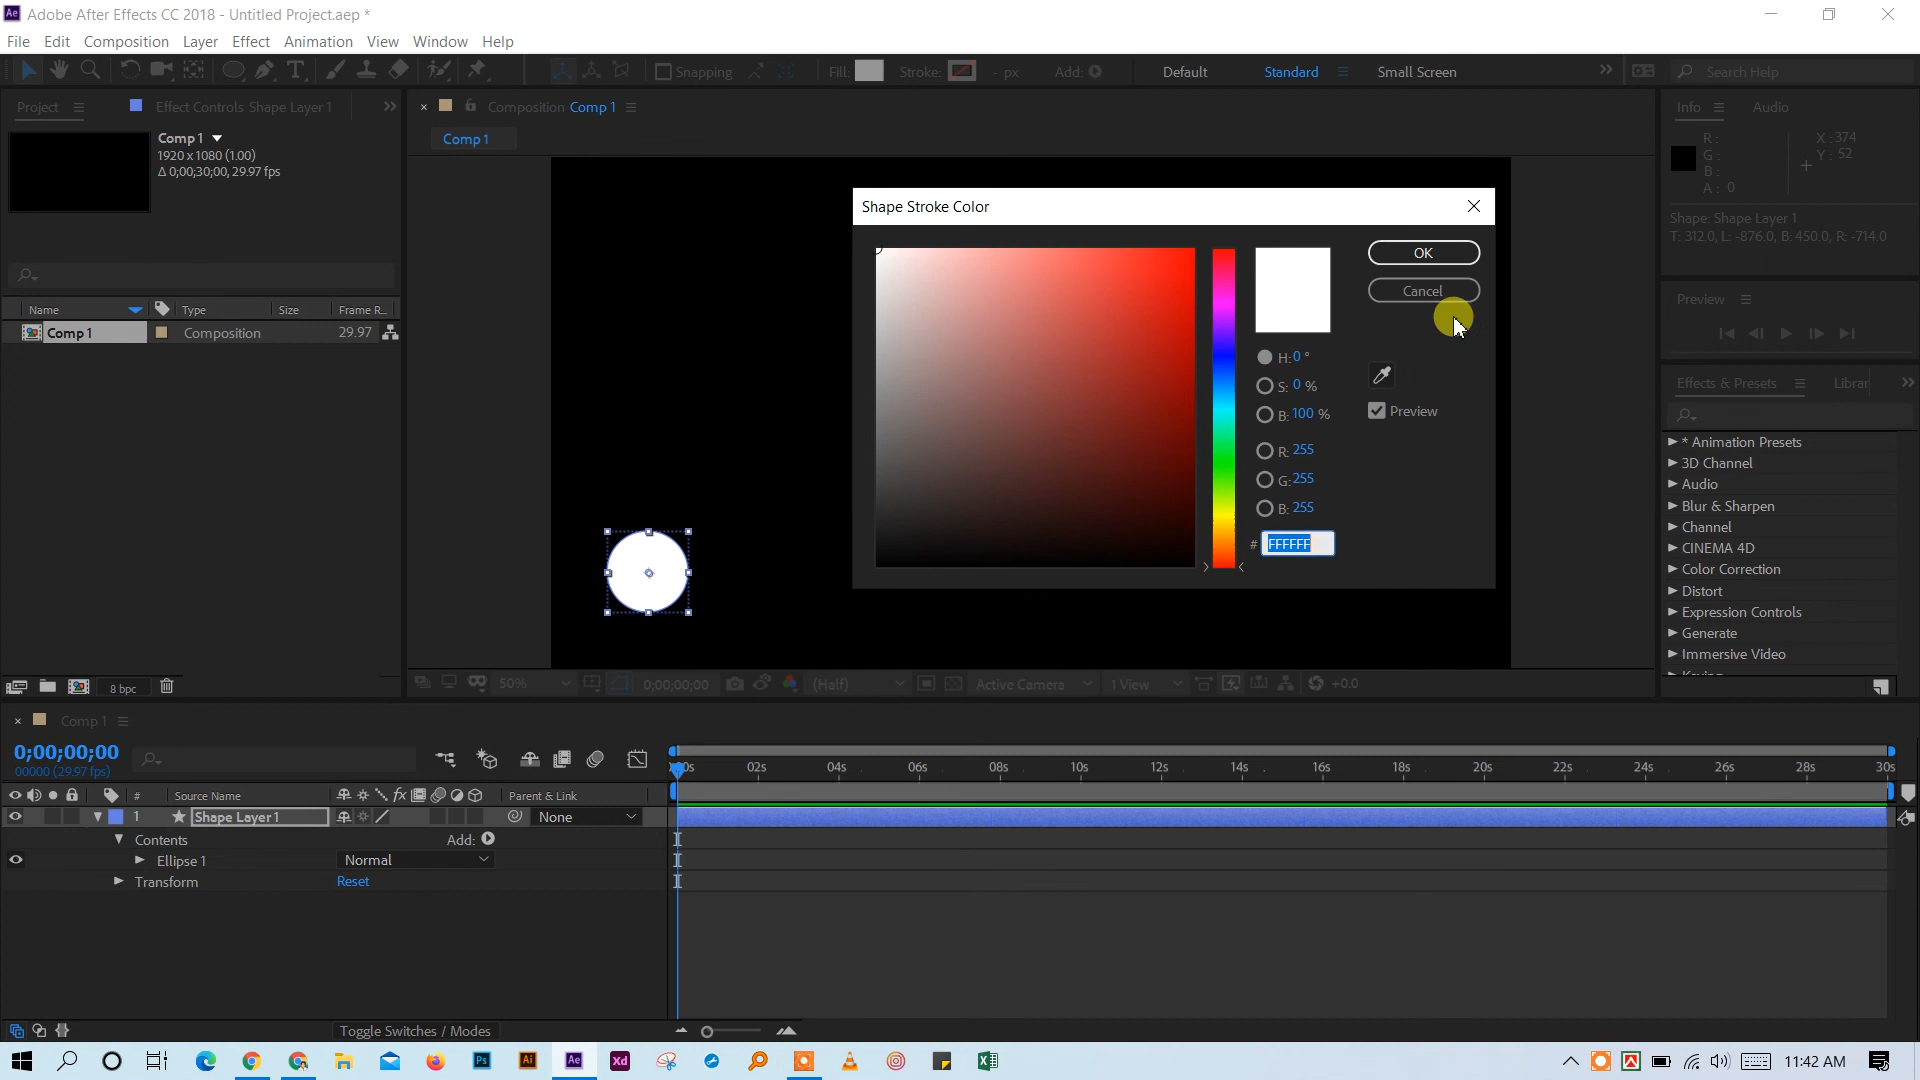 Ae Adobe After Effects CC 2018 - Untitled Project.aep *
File Edit Composition Layer Effect Animation View Window Help
Snapping Fill: Stroke: - px Add: Default Standard Small Screen Search Help
Project Effect Controls Shape Layer 1
Comp 1
1920 x 1080 (1.00)
Δ 0;00;30;00, 29.97 fps
Name Type Size Frame R...
Comp 1 Composition 29.97
8 bpc
Composition Comp 1
Comp 1
Shape Stroke Color
OK
Cancel
H: 0 °
S: 0 %
B: 100 %
R: 255
G: 255
B: 255
# FFFFFF
Preview
50% 0;00;00;00 (Half) Active Camera 1 View +0.0
Info Audio
R :
G :
B :
A : 0
X : 374
Y : 52
Shape: Shape Layer 1
T: 312.0, L: -876.0, B: 450.0, R: -714.0
Preview
Effects & Presets Librar
* Animation Presets
3D Channel
Audio
Blur & Sharpen
Channel
CINEMA 4D
Color Correction
Distort
Expression Controls
Generate
Immersive Video
Comp 1
0;00;00;00
00000 (29.97 fps)
# Source Name fx Parent & Link
1 Shape Layer 1 None
Contents Add:
Ellipse 1 Normal
Transform Reset
00s 02s 04s 06s 08s 10s 12s 14s 16s 18s 20s 22s 24s 26s 28s 30s
Toggle Switches / Modes
Ps Ai Ae Xd 11:42 AM